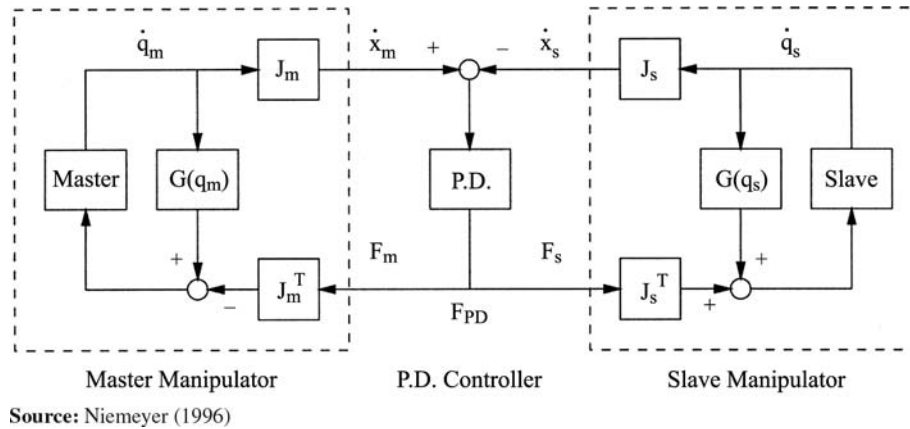 q̇m
ẋm
+
−
ẋs
q̇s
Jm
Js
Master
G(qm)
P.D.
G(qs)
Slave
+
Fm
Fs
+
−
JmT
JsT
+
FPD
Master Manipulator
P.D. Controller
Slave Manipulator
Source: Niemeyer (1996)